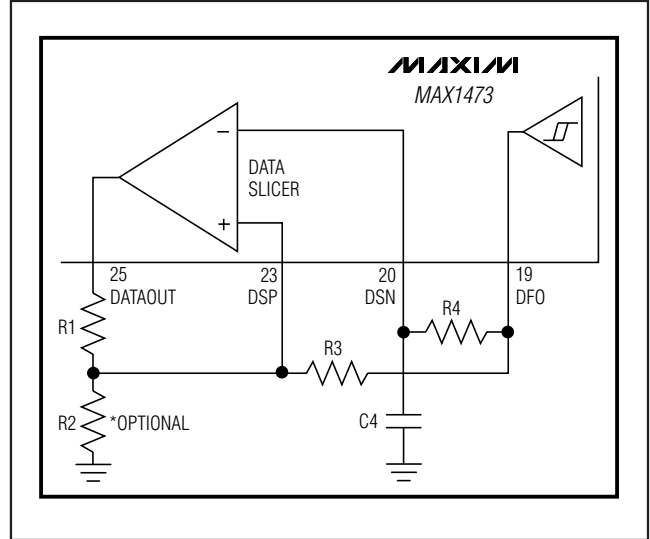 MAXIM
MAX1473
−
DATA
SLICER
+
25
DATAOUT
23
DSP
20
DSN
19
DFO
R1
R3
R4
R2
*OPTIONAL
C4